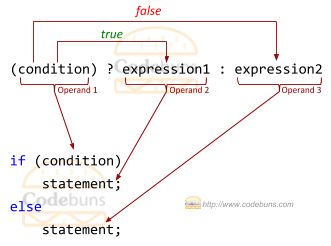 false
true
(condition) ? expression1 : expression2
Operand 1 Operand 2 Operand 3
Codebuns
if (condition)
statement;
else
http://www.codebuns.com
statement;
Codebuns